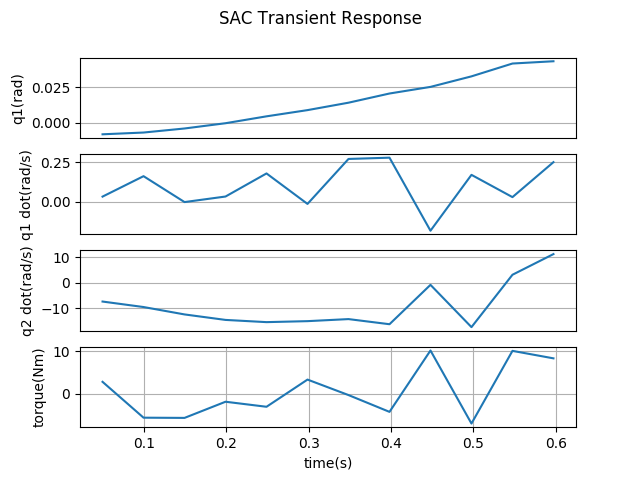 SAC Transient Response
q1(rad)
0.025
0.000
q1 dot(rad/s)
0.25
0.00
q2 dot(rad/s)
10
0
−10
torque(Nm)
10
0
0.1 0.2 0.3 0.4 0.5 0.6
time(s)